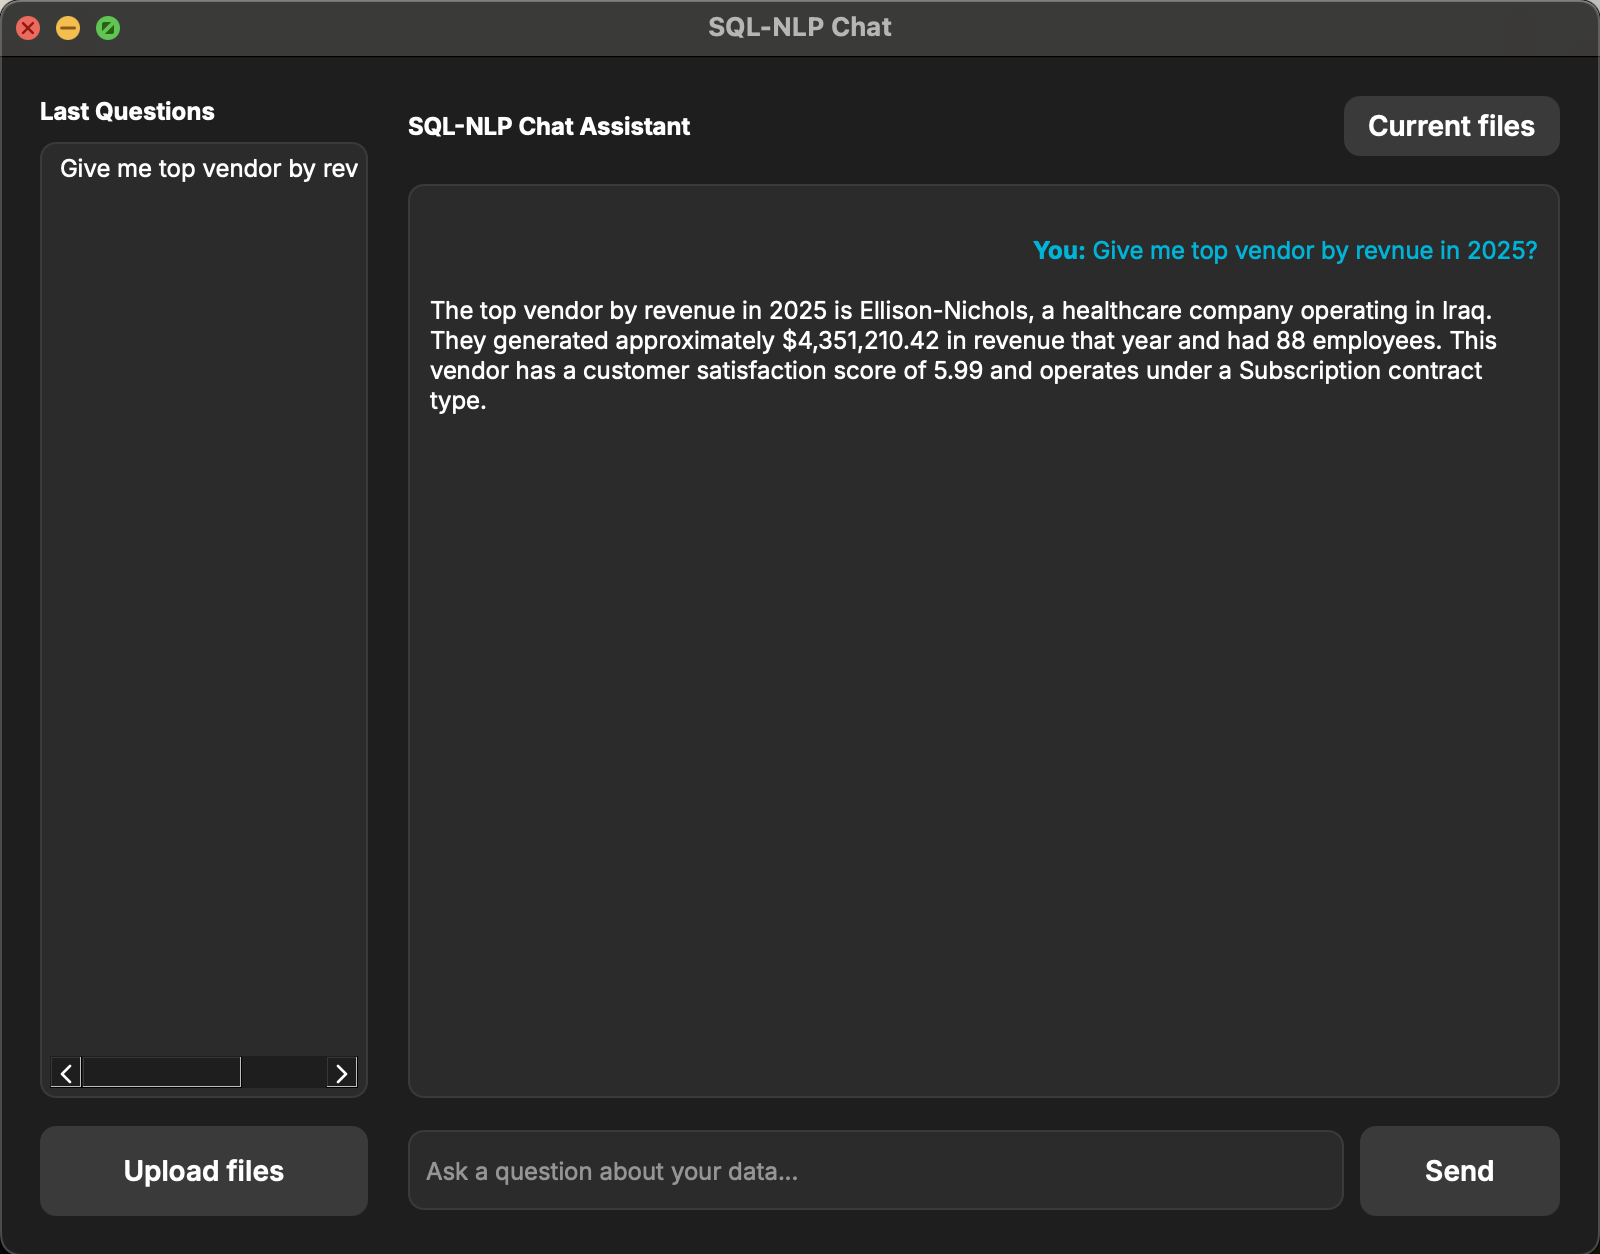 SQL-NLP Chat
Last Questions
Give me top vendor by rev
SQL-NLP Chat Assistant
Current files
You: Give me top vendor by revnue in 2025?
The top vendor by revenue in 2025 is Ellison-Nichols, a healthcare company operating in Iraq.
They generated approximately $4,351,210.42 in revenue that year and had 88 employees. This
vendor has a customer satisfaction score of 5.99 and operates under a Subscription contract
type.
Upload files
Ask a question about your data...
Send